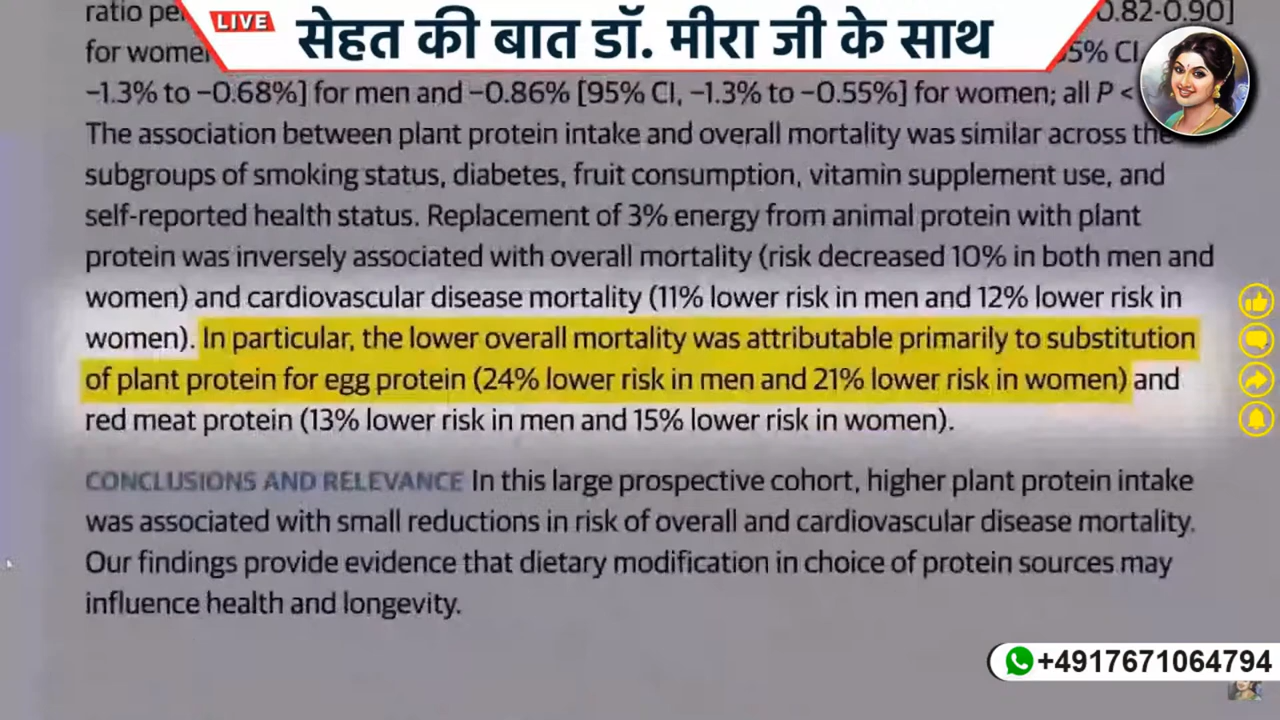 LIVE
सेहत की बात डॉ. मीरा जी के साथ
ratio 0.82-0.90]
for CI,
−1.3% to −0.68%] for men and −0.86% [95% CI, −1.3% to −0.55%] for women; all P <
The association between plant protein intake and overall mortality was similar across the
subgroups of smoking status, diabetes, fruit consumption, vitamin supplement use, and
self-reported health status. Replacement of 3% energy from animal protein with plant
protein was inversely associated with overall mortality (risk decreased 10% in both men and
women) and cardiovascular disease mortality (11% lower risk in men and 12% lower risk in
women). In particular, the lower overall mortality was attributable primarily to substitution
of plant protein for egg protein (24% lower risk in men and 21% lower risk in women) and
red meat protein (13% lower risk in men and 15% lower risk in women).
CONCLUSIONS AND RELEVANCE In this large prospective cohort, higher plant protein intake
was associated with small reductions in risk of overall and cardiovascular disease mortality.
Our findings provide evidence that dietary modification in choice of protein sources may
influence health and longevity.
+4917671064794